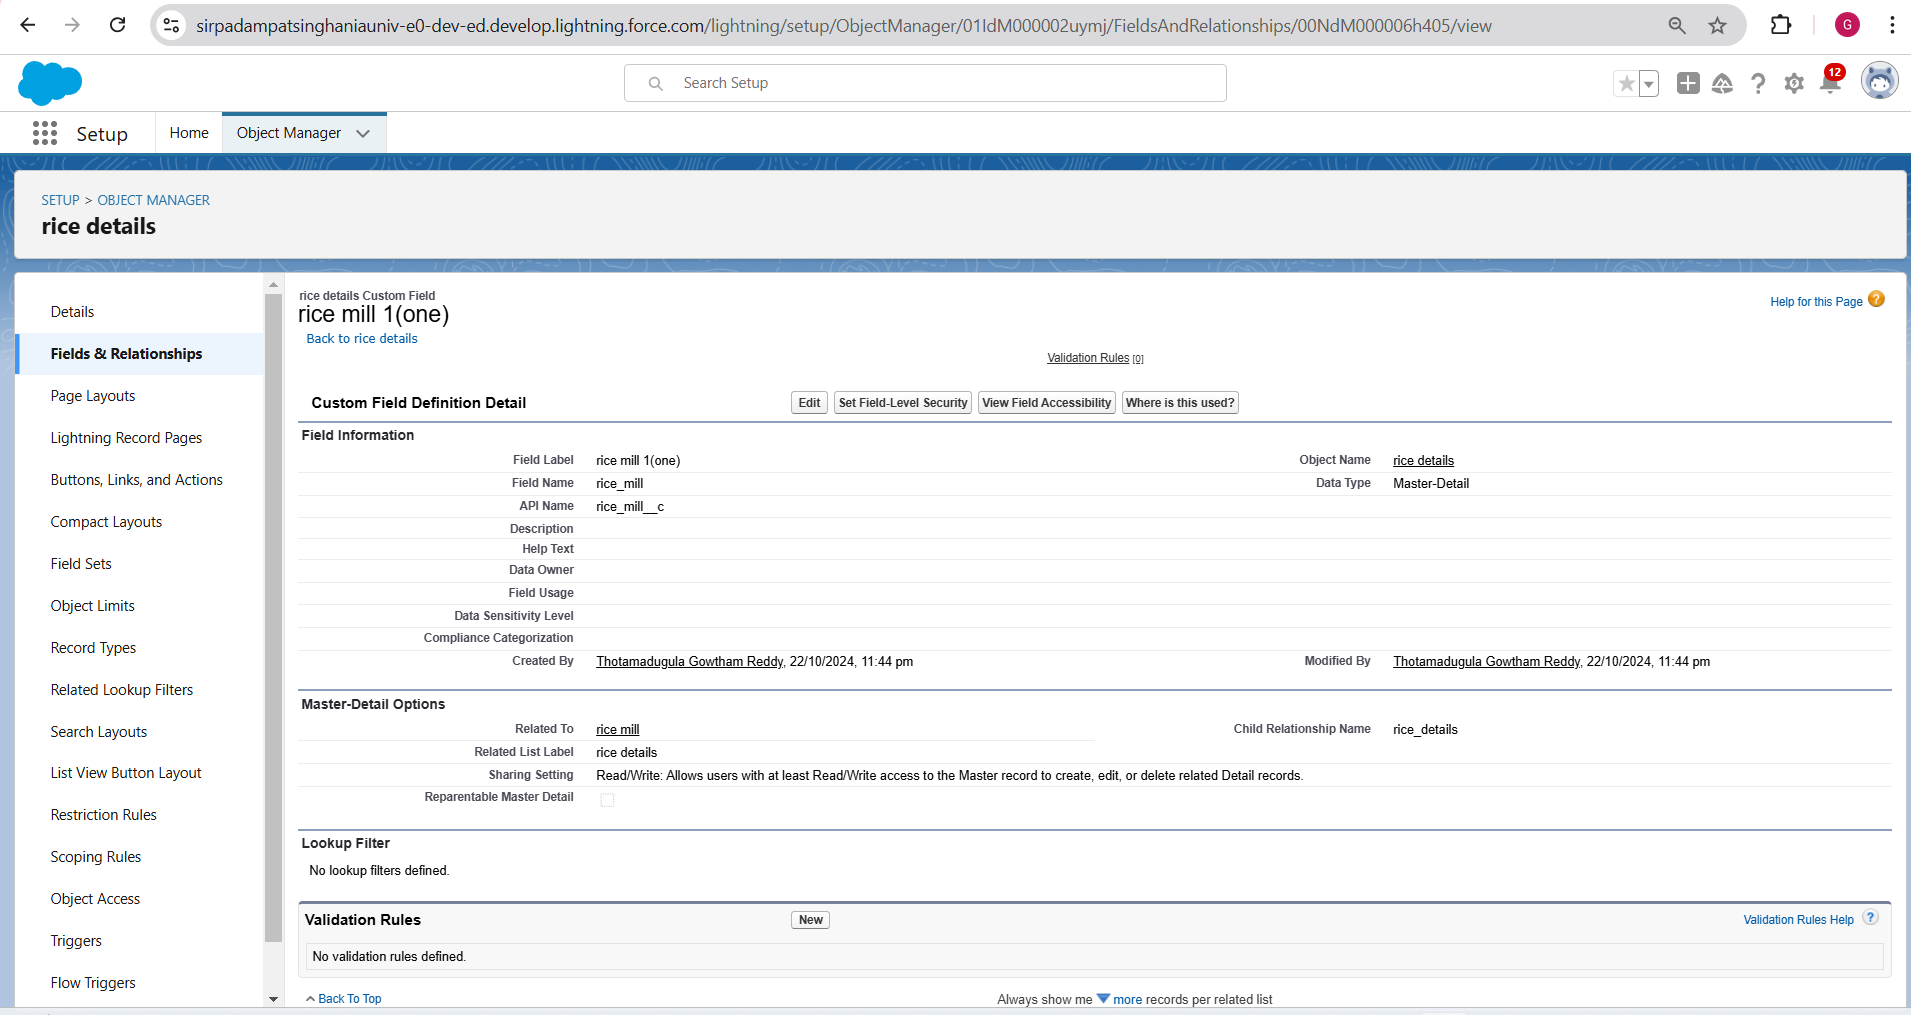 sirpadampatsinghaniauniv-e0-dev-ed.develop.lightning.force.com/lightning/setup/ObjectManager/01IdM000002uymj/FieldsAndRelationships/00NdM000006h405/view
G
Search Setup
12
Setup
Home
Object Manager
SETUP > OBJECT MANAGER
rice details
Details
Fields & Relationships
Page Layouts
Lightning Record Pages
Buttons, Links, and Actions
Compact Layouts
Field Sets
Object Limits
Record Types
Related Lookup Filters
Search Layouts
List View Button Layout
Restriction Rules
Scoping Rules
Object Access
Triggers
Flow Triggers
rice details Custom Field
rice mill 1(one)
Back to rice details
Help for this Page ?
Validation Rules [0]
Custom Field Definition Detail
Edit
Set Field-Level Security
View Field Accessibility
Where is this used?
Field Information
Field Label rice mill 1(one)
Object Name rice details
Field Name rice_mill
Data Type Master-Detail
API Name rice_mill__c
Description
Help Text
Data Owner
Field Usage
Data Sensitivity Level
Compliance Categorization
Created By Thotamadugula Gowtham Reddy, 22/10/2024, 11:44 pm
Modified By Thotamadugula Gowtham Reddy, 22/10/2024, 11:44 pm
Master-Detail Options
Related To rice mill
Child Relationship Name rice_details
Related List Label rice details
Sharing Setting Read/Write: Allows users with at least Read/Write access to the Master record to create, edit, or delete related Detail records.
Reparentable Master Detail
Lookup Filter
No lookup filters defined.
Validation Rules
New
Validation Rules Help ?
No validation rules defined.
Back To Top
Always show me more records per related list